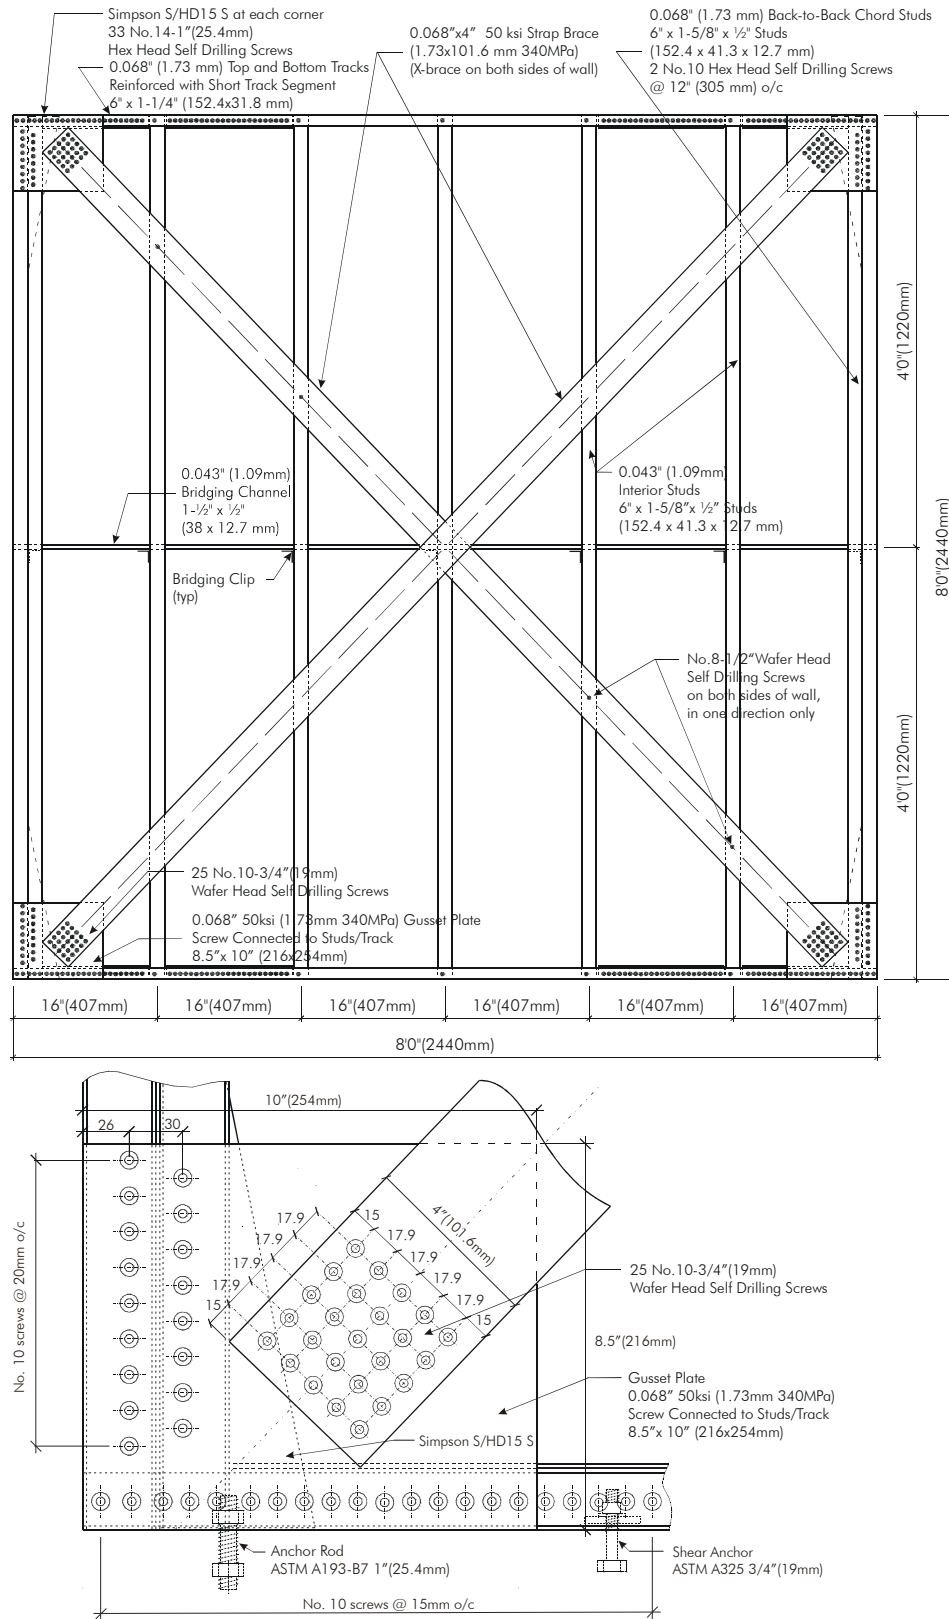 Simpson S/HD15 S at each corner
33 No.14-1"(25.4mm)
Hex Head Self Drilling Screws
0.068" (1.73 mm) Top and Bottom Tracks
Reinforced with Short Track Segment
6" x 1-1/4" (152.4x31.8 mm)
0.068"x4" 50 ksi Strap Brace
(1.73x101.6 mm 340MPa)
(X-brace on both sides of wall)
0.068" (1.73 mm) Back-to-Back Chord Studs
6" x 1-5/8" x ½" Studs
(152.4 x 41.3 x 12.7 mm)
2 No.10 Hex Head Self Drilling Screws
@ 12" (305 mm) o/c
4'0"(1220mm)
0.043" (1.09mm)
Bridging Channel
1-½" x ½"
(38 x 12.7 mm)
0.043" (1.09mm)
Interior Studs
6" x 1-5/8"x ½" Studs
(152.4 x 41.3 x 12.7 mm)
8'0"(2440mm)
Bridging Clip
(typ)
No.8-1/2"Wafer Head
Self Drilling Screws
on both sides of wall,
in one direction only
4'0"(1220mm)
25 No.10-3/4"(19mm)
Wafer Head Self Drilling Screws
0.068" 50ksi (1.73mm 340MPa) Gusset Plate
Screw Connected to Studs/Track
8.5"x 10" (216x254mm)
16"(407mm)
16"(407mm)
16"(407mm)
16"(407mm)
16"(407mm)
16"(407mm)
8'0"(2440mm)
10"(254mm)
26
30
No. 10 screws @ 20mm o/c
17.9
17.9
17.9
17.9
15
15
17.9
17.9
17.9
17.9
15
4"(101.6mm)
25 No.10-3/4"(19mm)
Wafer Head Self Drilling Screws
8.5"(216mm)
Gusset Plate
0.068" 50ksi (1.73mm 340MPa)
Screw Connected to Studs/Track
8.5"x 10" (216x254mm)
Simpson S/HD15 S
Anchor Rod
ASTM A193-B7 1"(25.4mm)
Shear Anchor
ASTM A325 3/4"(19mm)
No. 10 screws @ 15mm o/c